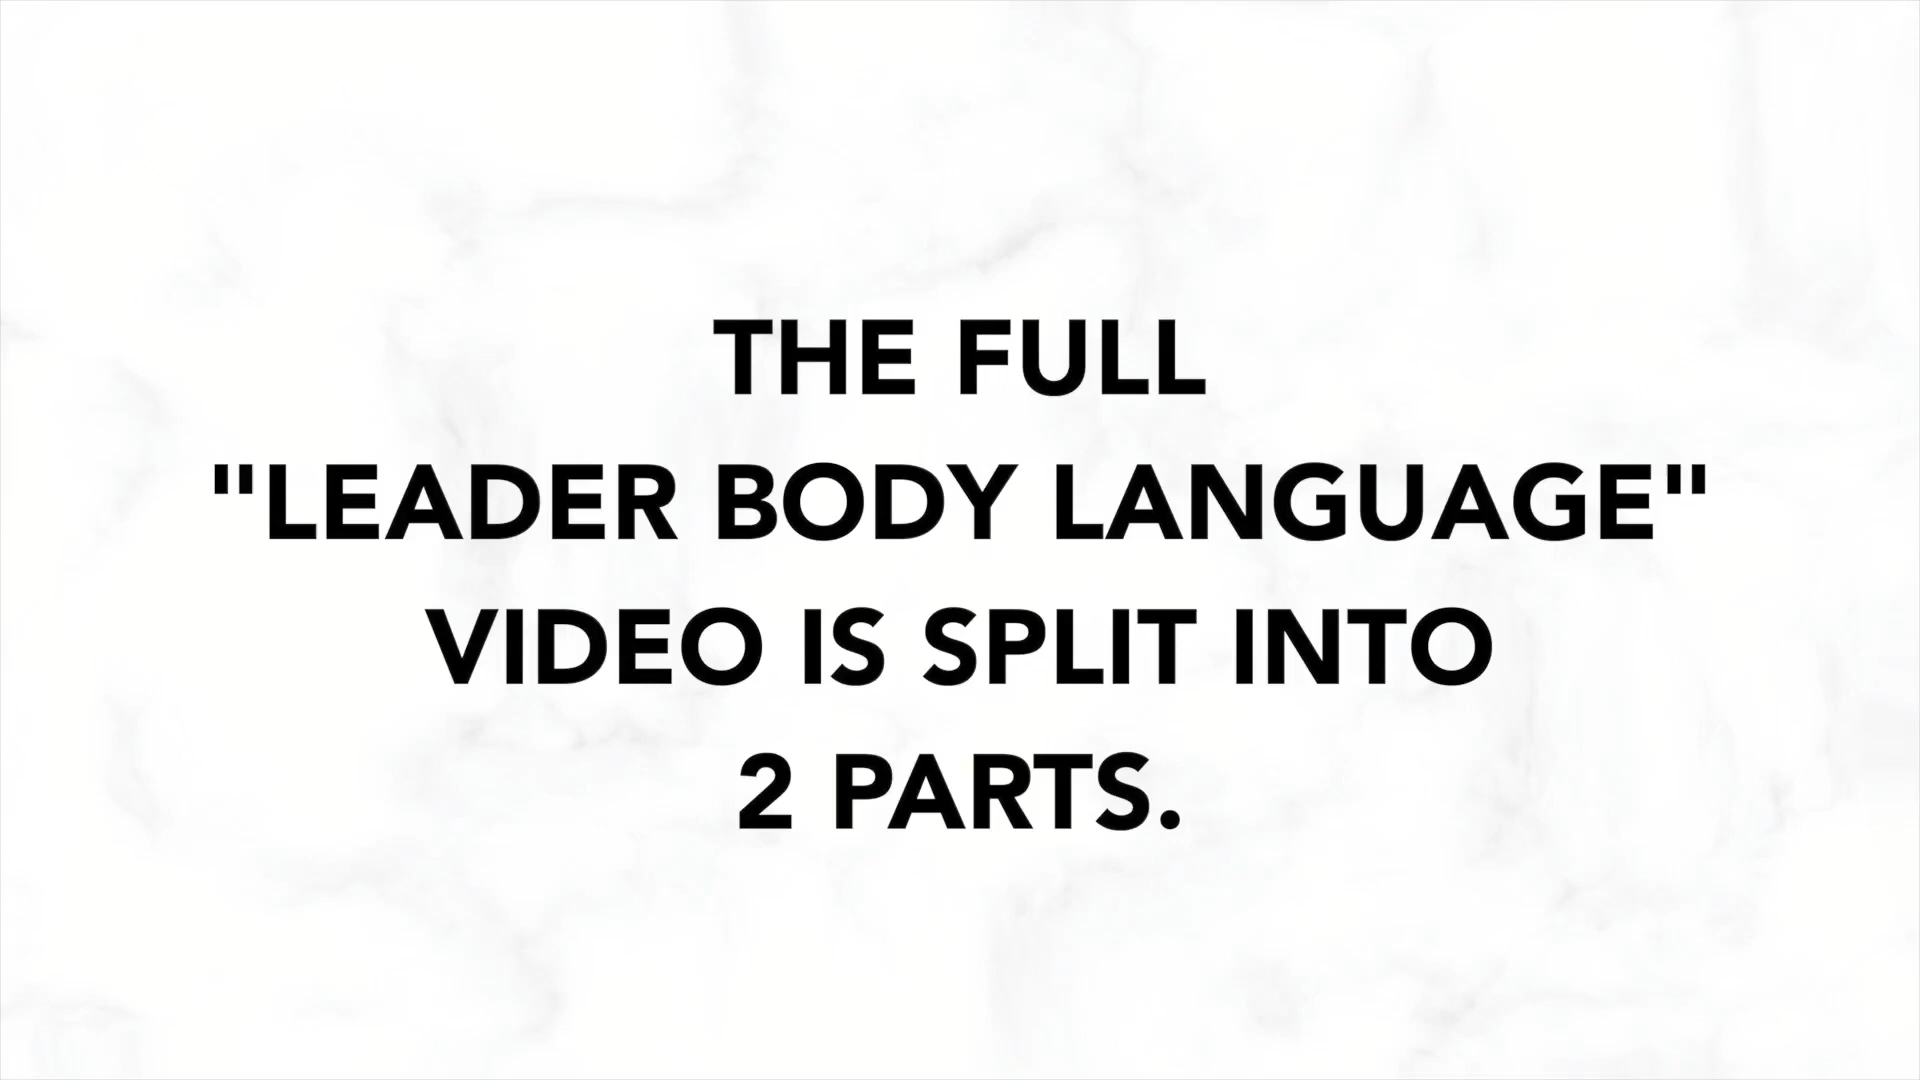 THE FULL
"LEADER BODY LANGUAGE"
VIDEO IS SPLIT INTO
2 PARTS.